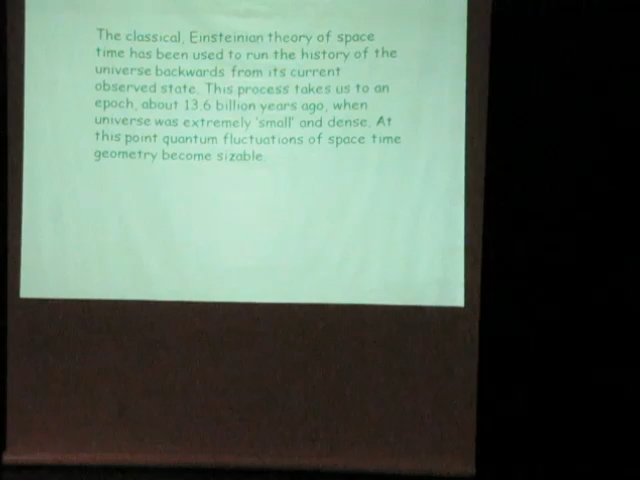 The classical, Einsteinian theory of space
time has been used to run the history of the
universe backwards from its current
observed state. This process takes us to an
epoch, about 13.6 billion years ago, when
universe was extremely 'small' and dense. At
this point quantum fluctuations of space time
geometry become sizable